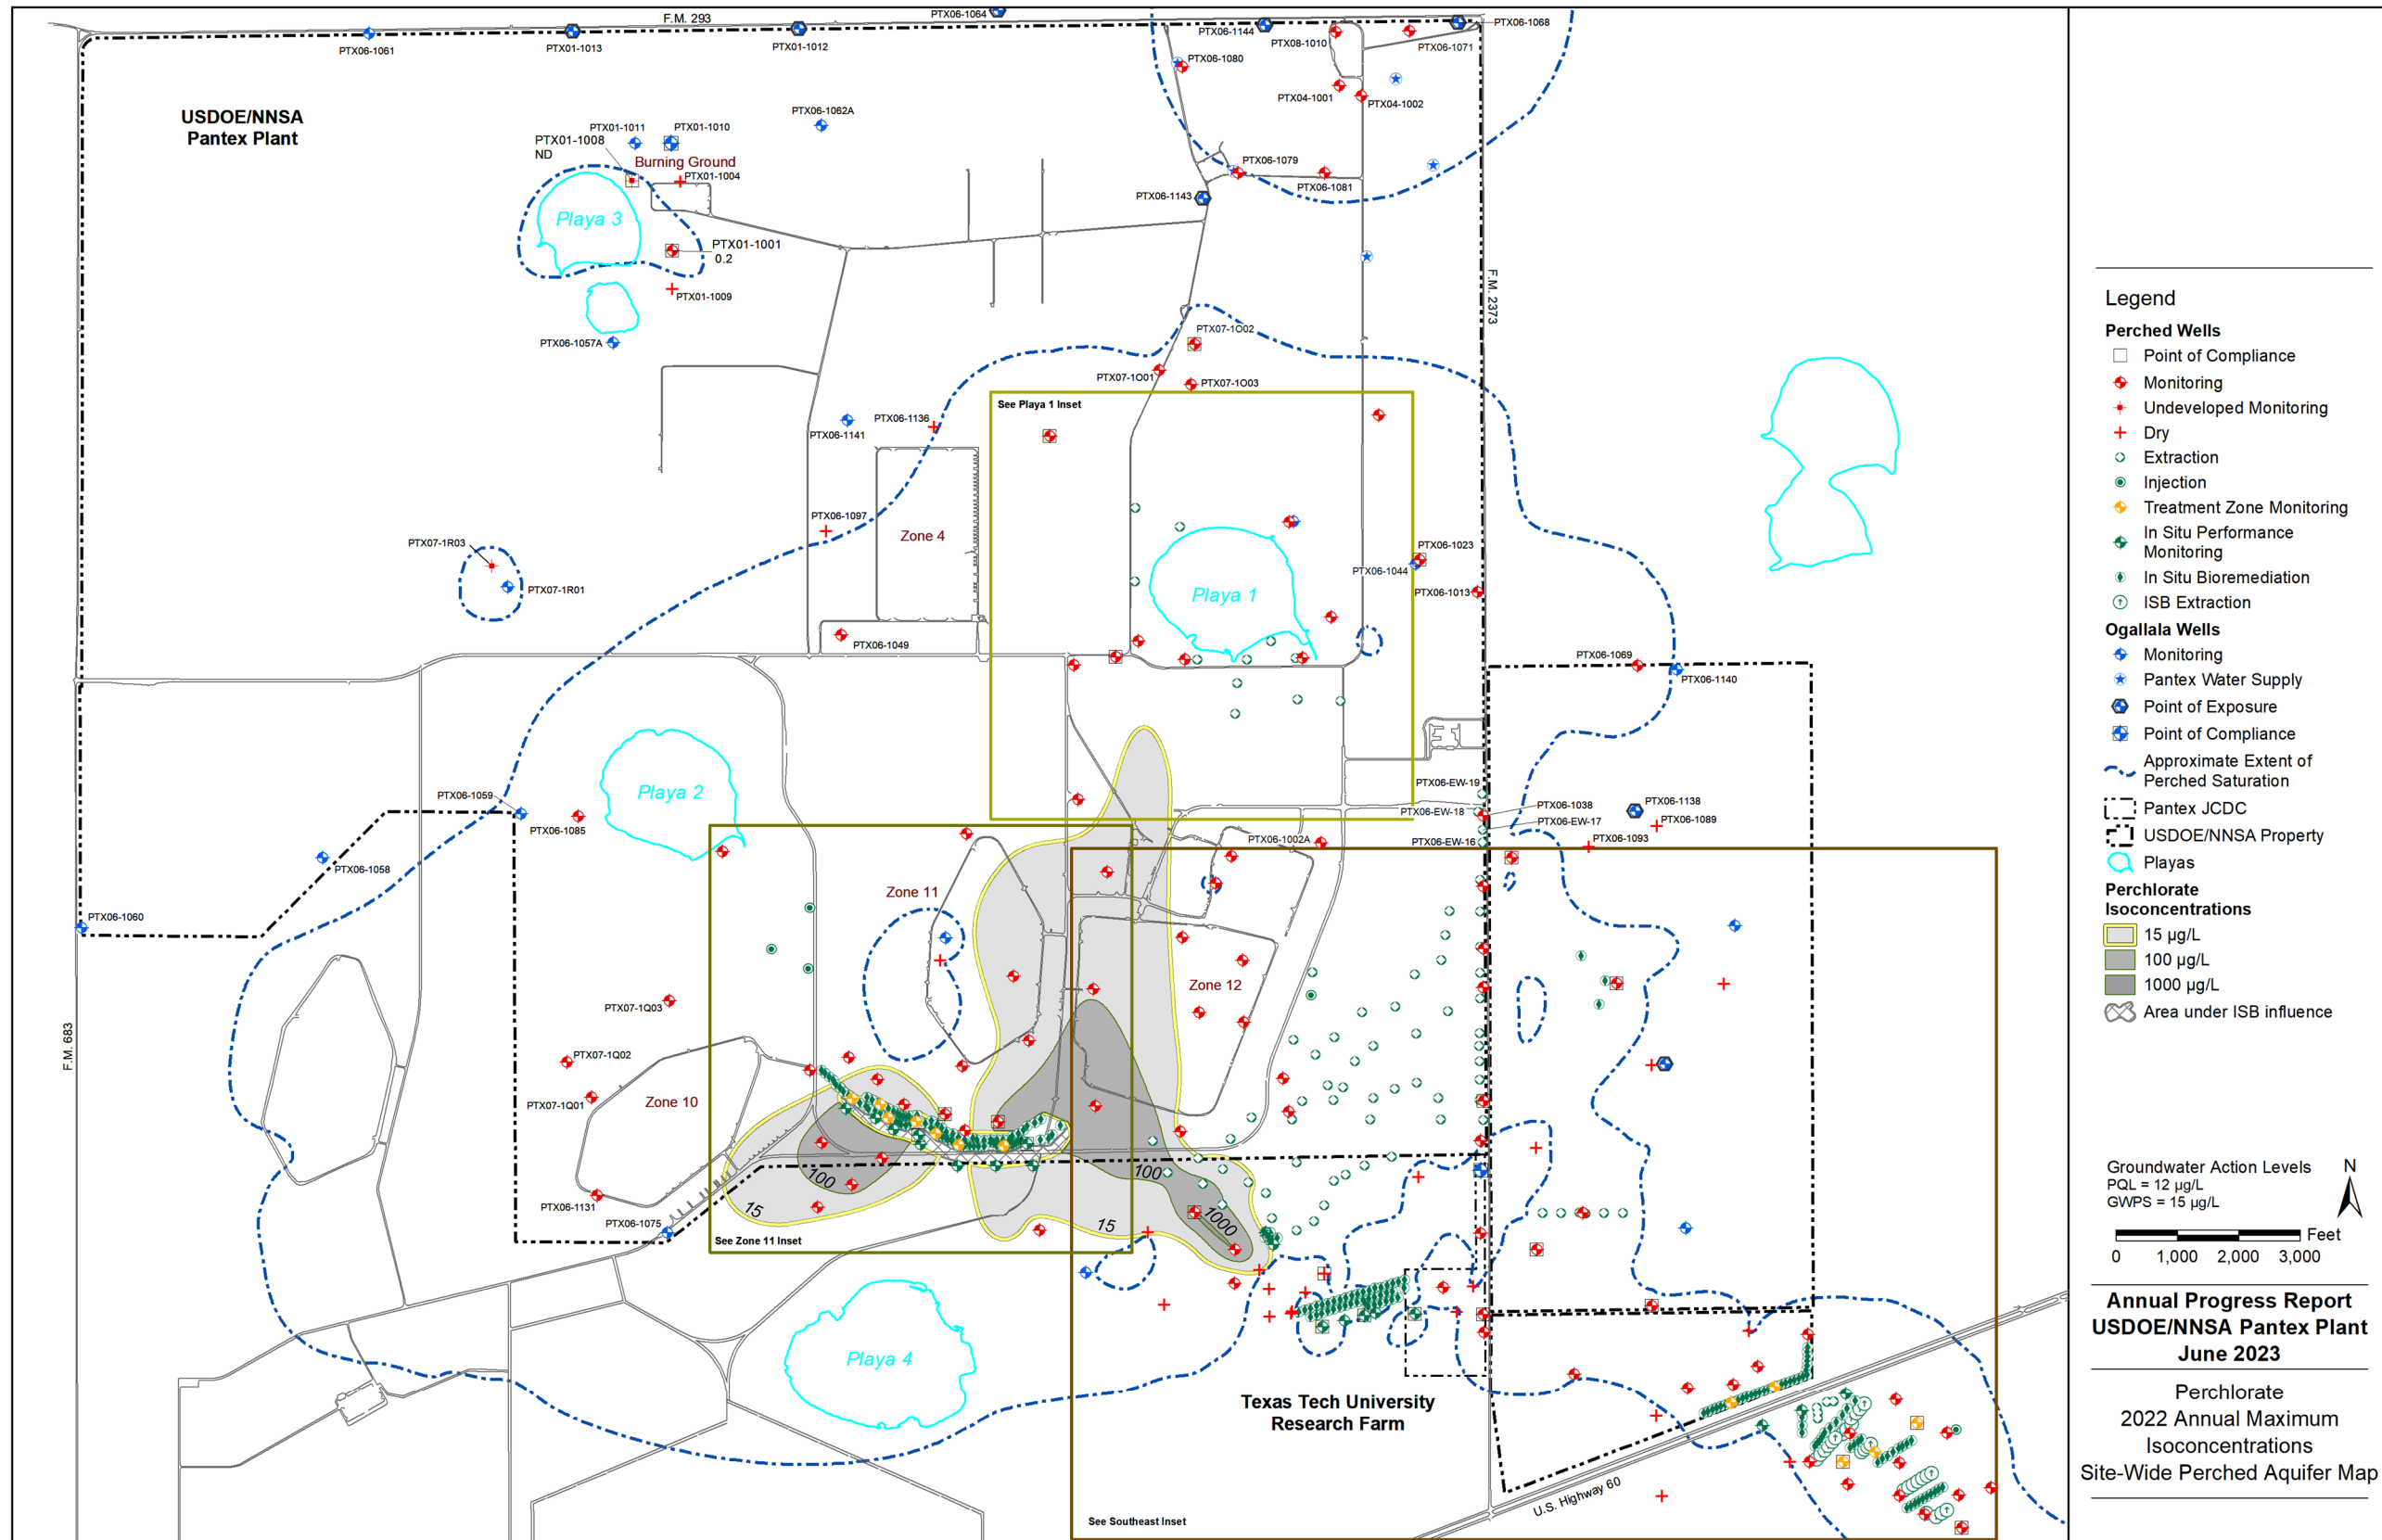 F.M. 293
PTX06-1064
PTX06-1061
PTX01-1013
PTX01-1012
PTX06-1144
PTX08-1010
PTX06-1068
PTX06-1071
PTX06-1080
PTX04-1001
PTX04-1002
USDOE/NNSA
Pantex Plant
PTX06-1062A
PTX01-1011
PTX01-1010
PTX01-1008
ND
Burning Ground
PTX01-1004
PTX06-1079
PTX06-1081
PTX06-1143
Playa 3
PTX01-1001
0.2
PTX01-1009
PTX06-1057A
F.M. 2373
PTX07-1O02
PTX07-1O01
PTX07-1O03
See Playa 1 Inset
PTX06-1136
PTX06-1141
PTX06-1097
Zone 4
PTX07-1R03
PTX07-1R01
PTX06-1023
PTX06-1044
PTX06-1013
Playa 1
PTX06-1049
PTX06-1069
PTX06-1140
Playa 2
PTX06-1059
PTX06-1085
PTX06-EW-19
PTX06-EW-18
PTX06-1038
PTX06-EW-17
PTX06-EW-16
PTX06-1138
PTX06-1089
PTX06-1093
PTX06-1002A
PTX06-1058
PTX06-1060
Zone 11
Zone 12
PTX07-1Q03
F.M. 683
PTX07-1Q02
PTX07-1Q01
Zone 10
PTX06-1131
PTX06-1075
100
15
100
15
1000
See Zone 11 Inset
Playa 4
Texas Tech University
Research Farm
U.S. Highway 60
See Southeast Inset
Legend
Perched Wells
Point of Compliance
Monitoring
Undeveloped Monitoring
Dry
Extraction
Injection
Treatment Zone Monitoring
In Situ Performance
Monitoring
In Situ Bioremediation
ISB Extraction
Ogallala Wells
Monitoring
Pantex Water Supply
Point of Exposure
Point of Compliance
Approximate Extent of
Perched Saturation
Pantex JCDC
USDOE/NNSA Property
Playas
Perchlorate
Isoconcentrations
15 µg/L
100 µg/L
1000 µg/L
Area under ISB influence
Groundwater Action Levels
PQL = 12 µg/L
GWPS = 15 µg/L
N
Feet
0 1,000 2,000 3,000
Annual Progress Report
USDOE/NNSA Pantex Plant
June 2023
Perchlorate
2022 Annual Maximum
Isoconcentrations
Site-Wide Perched Aquifer Map